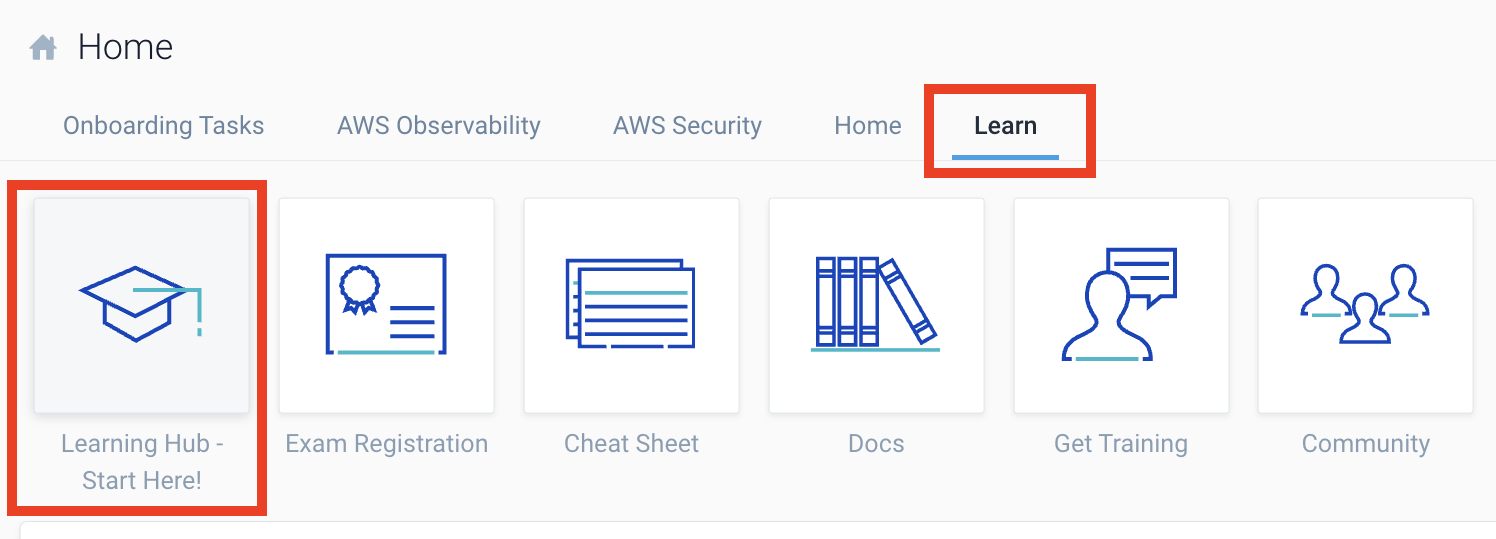 Home
Onboarding Tasks
AWS Observability
AWS Security
Home
Learn
Learning Hub -
Start Here!
Exam Registration
Cheat Sheet
Docs
Get Training
Community